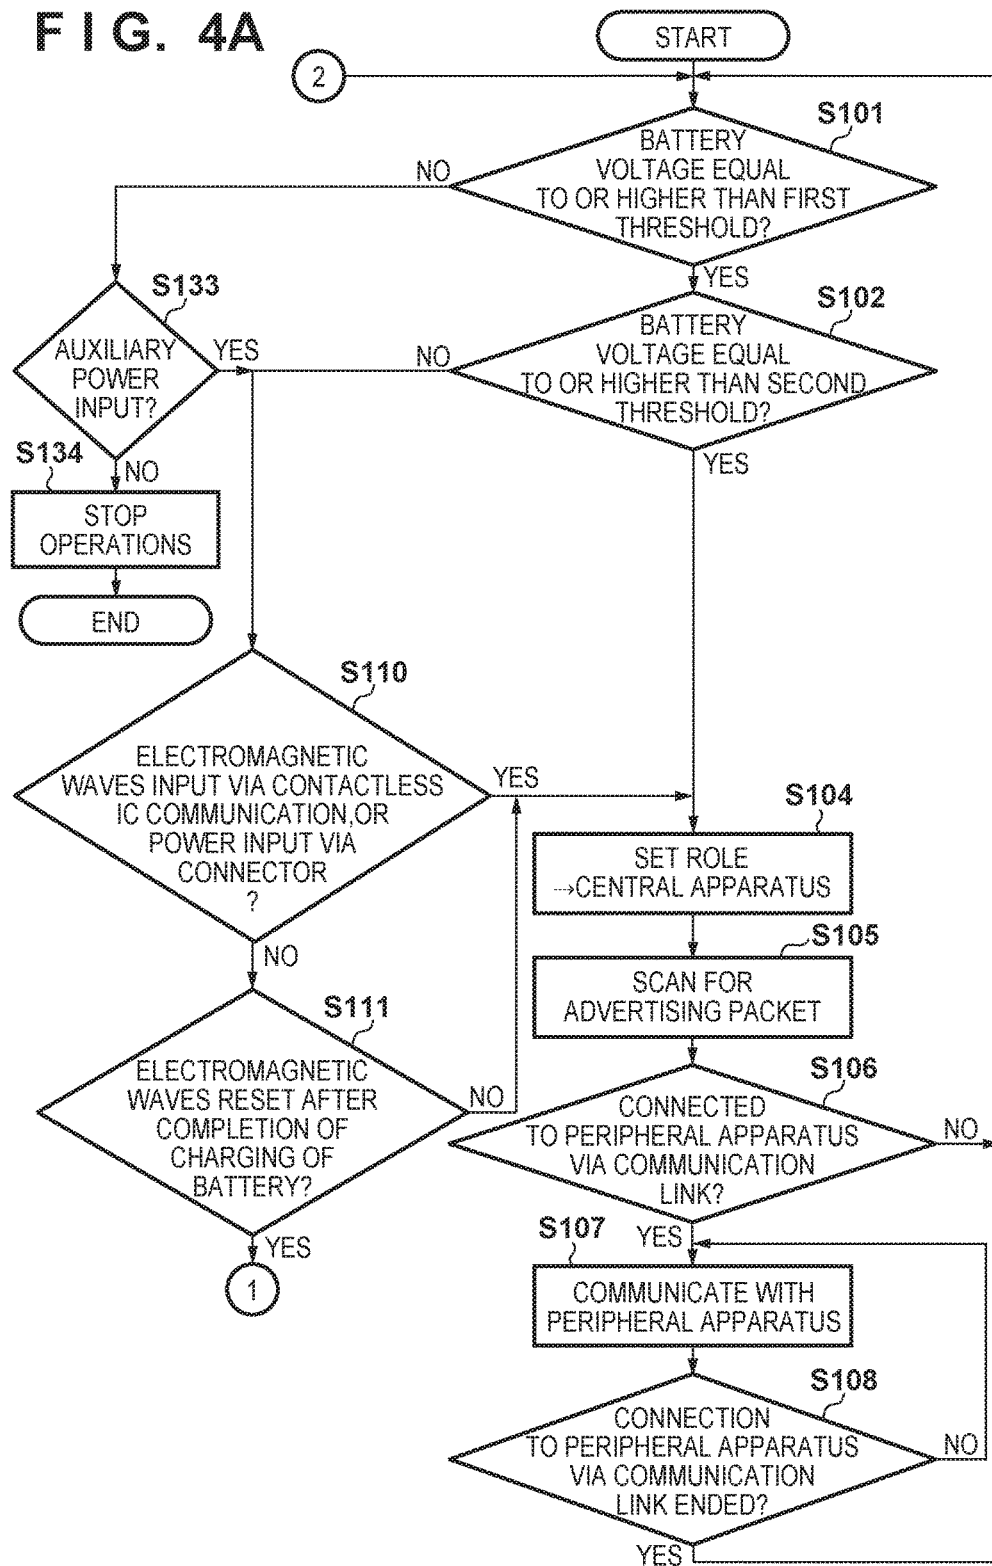 FIG. 4A
START
2
S101
BATTERY
VOLTAGE EQUAL
TO OR HIGHER THAN FIRST
THRESHOLD?
NO
YES
S133
AUXILIARY
POWER
INPUT?
YES
NO
S102
BATTERY
VOLTAGE EQUAL
TO OR HIGHER THAN SECOND
THRESHOLD?
NO
YES
S134
STOP
OPERATIONS
END
S110
ELECTROMAGNETIC
WAVES INPUT VIA CONTACTLESS
IC COMMUNICATION,OR
POWER INPUT VIA
CONNECTOR
?
YES
NO
S104
SET ROLE
→CENTRAL APPARATUS
S105
SCAN FOR
ADVERTISING PACKET
S111
ELECTROMAGNETIC
WAVES RESET AFTER
COMPLETION OF
CHARGING OF
BATTERY?
NO
YES
1
S106
CONNECTED
TO PERIPHERAL APPARATUS
VIA COMMUNICATION
LINK?
NO
YES
S107
COMMUNICATE WITH
PERIPHERAL APPARATUS
S108
CONNECTION
TO PERIPHERAL APPARATUS
VIA COMMUNICATION
LINK ENDED?
NO
YES